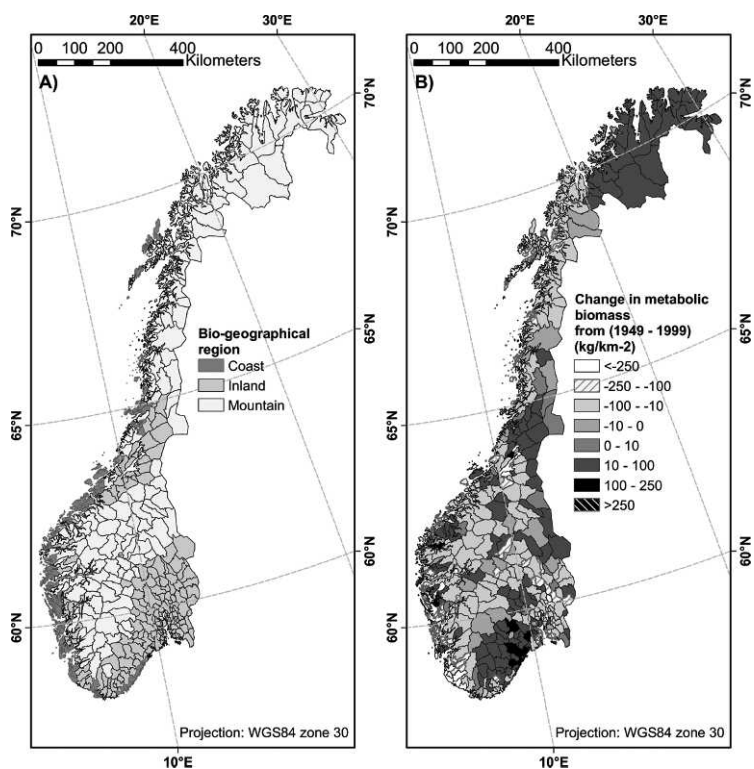 20°E 30°E
0 100 200 400
Kilometers
A)
70°N
70°N
65°N
65°N
60°N
60°N
Bio-geographical
region
Coast
Inland
Mountain
Projection: WGS84 zone 30
10°E
20°E 30°E
0 100 200 400
Kilometers
B)
70°N
70°N
65°N
65°N
60°N
60°N
Change in metabolic
biomass
from (1949 - 1999)
(kg/km-2)
<-250
-250 - -100
-100 - -10
-10 - 0
0 - 10
10 - 100
100 - 250
>250
Projection: WGS84 zone 30
10°E